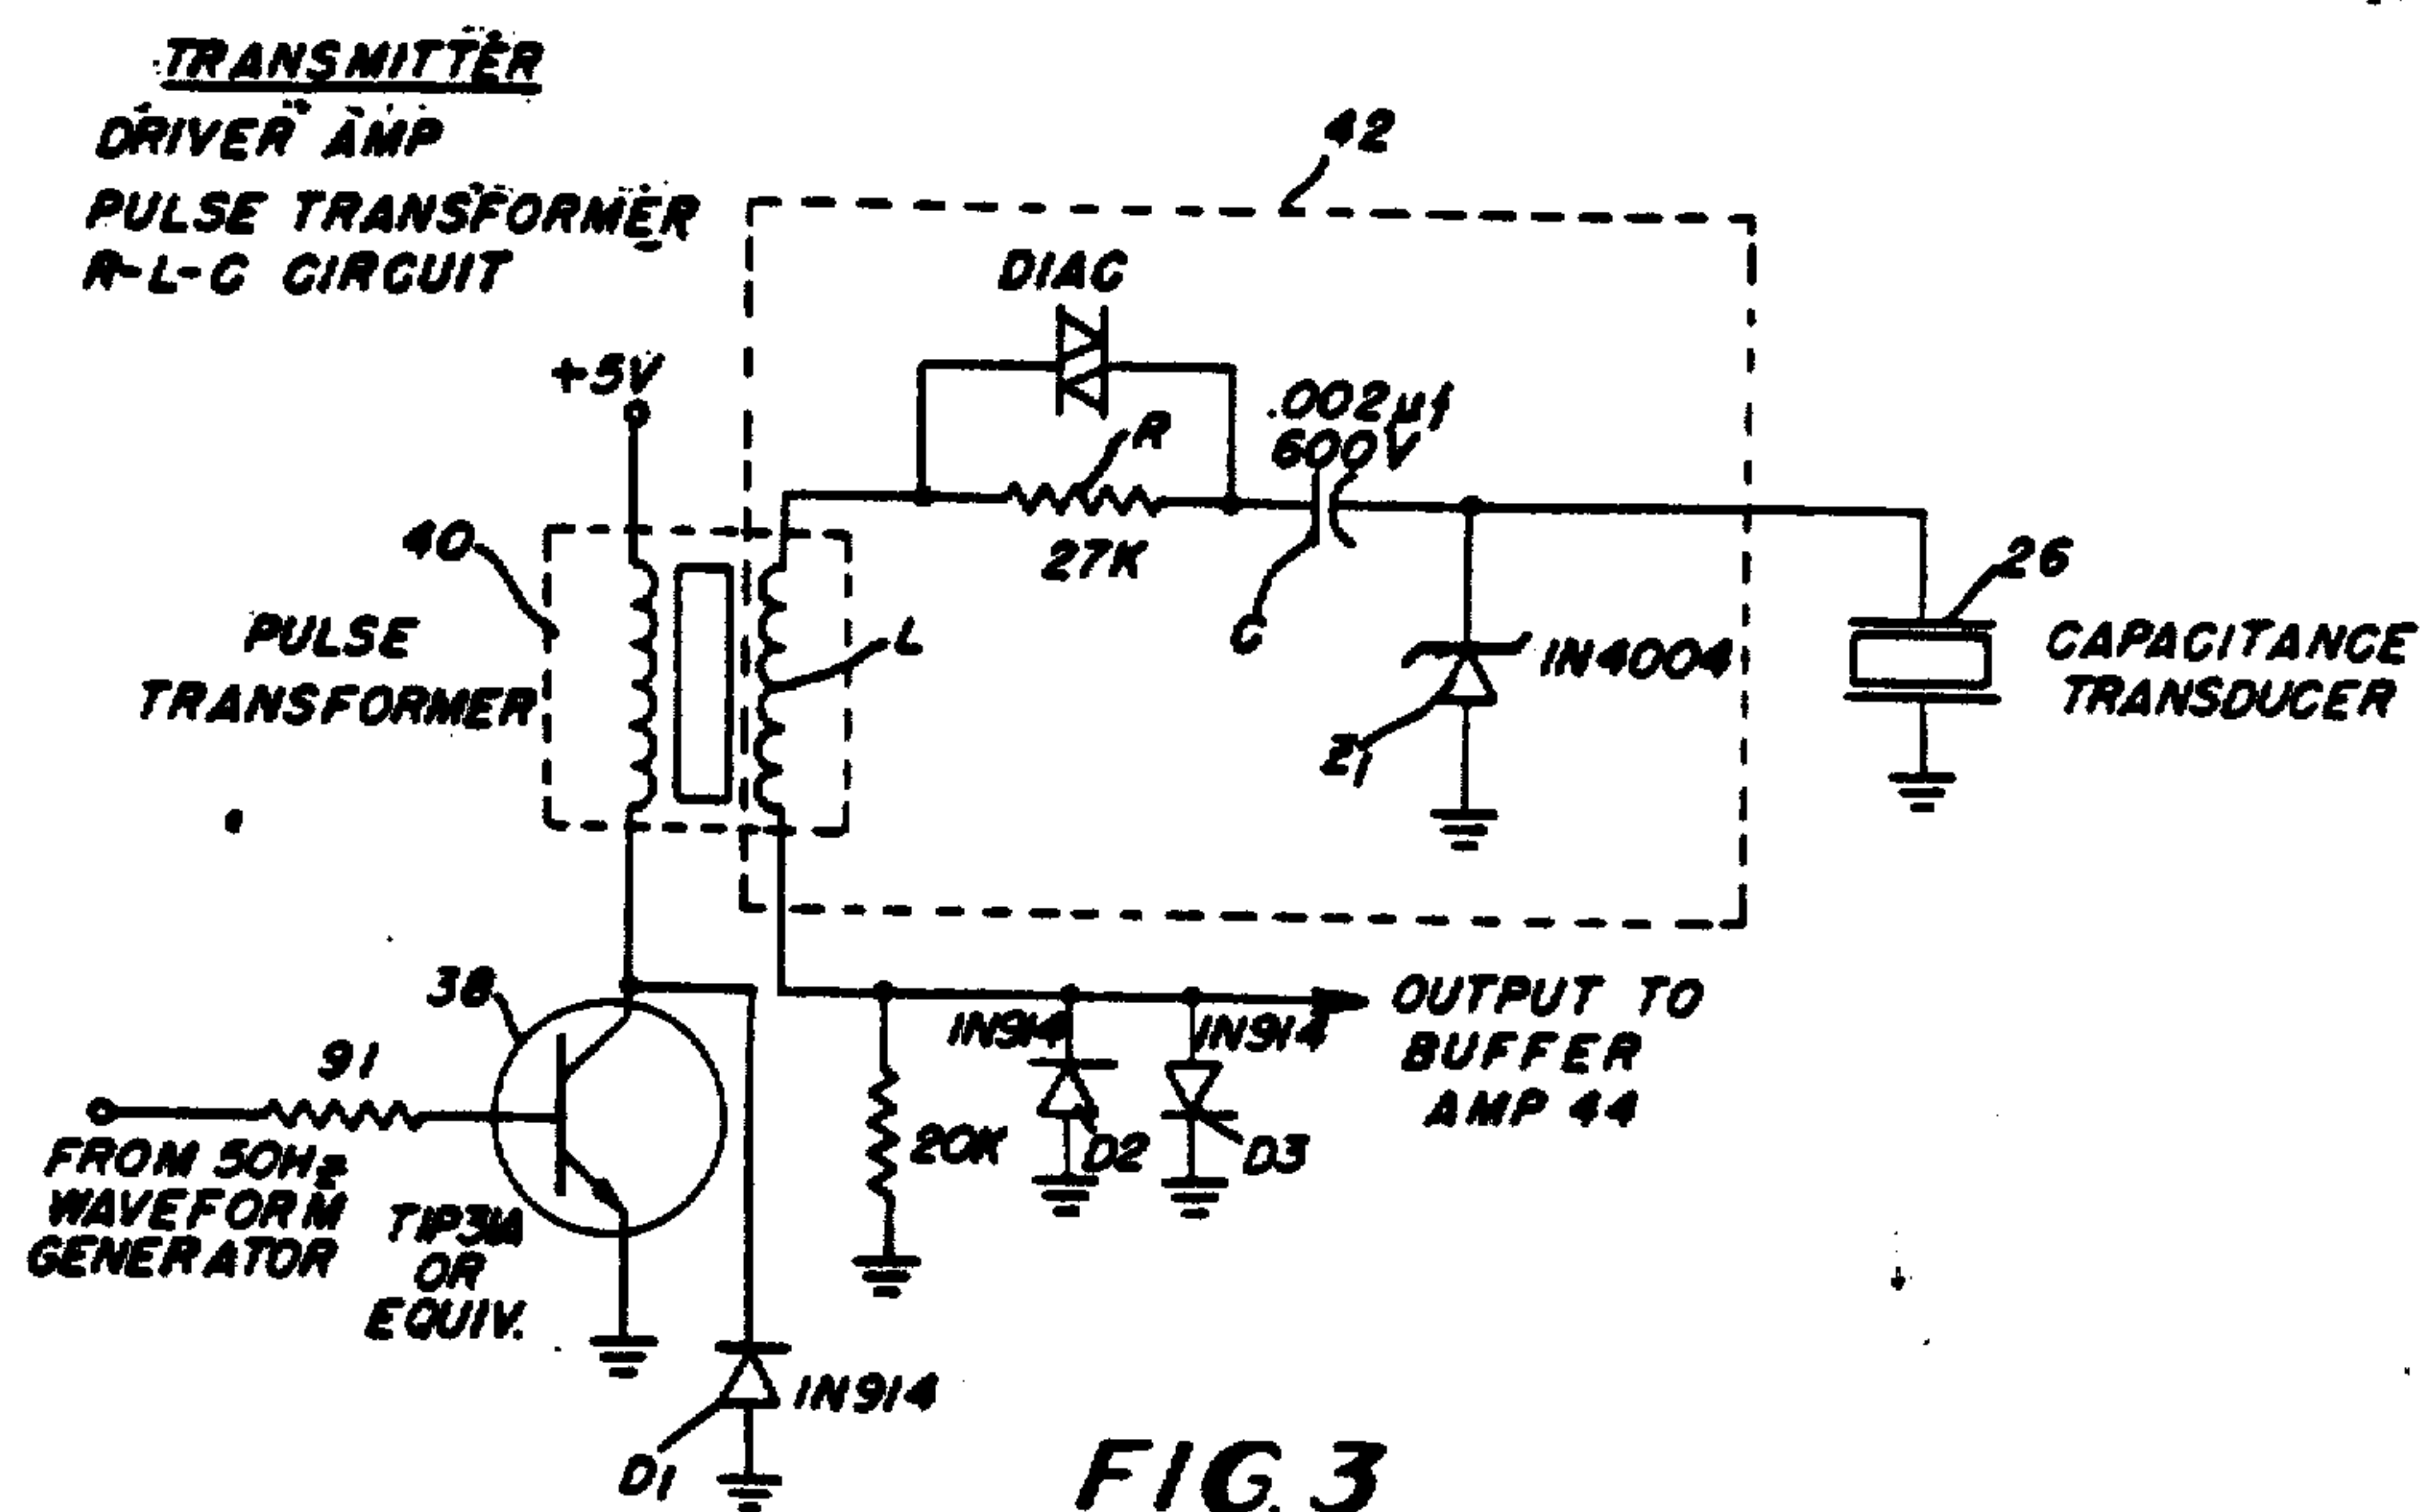 TRANSMITTER
DRIVER AMP
PULSE TRANSFORMER
R-L-C CIRCUIT
42
DIAC
+5V
.002µf
600V
R
40
27K
26
C
L
PULSE
TRANSFORMER
IN4004
CAPACITANCE
TRANSDUCER
Z1
38
OUTPUT TO
BUFFER
AMP 44
IN914
IN914
91
20K
D2
D3
FROM 50Hz
WAVEFORM
GENERATOR
TIP31A
OR
EQUIV.
IN914
D1
FIG. 3